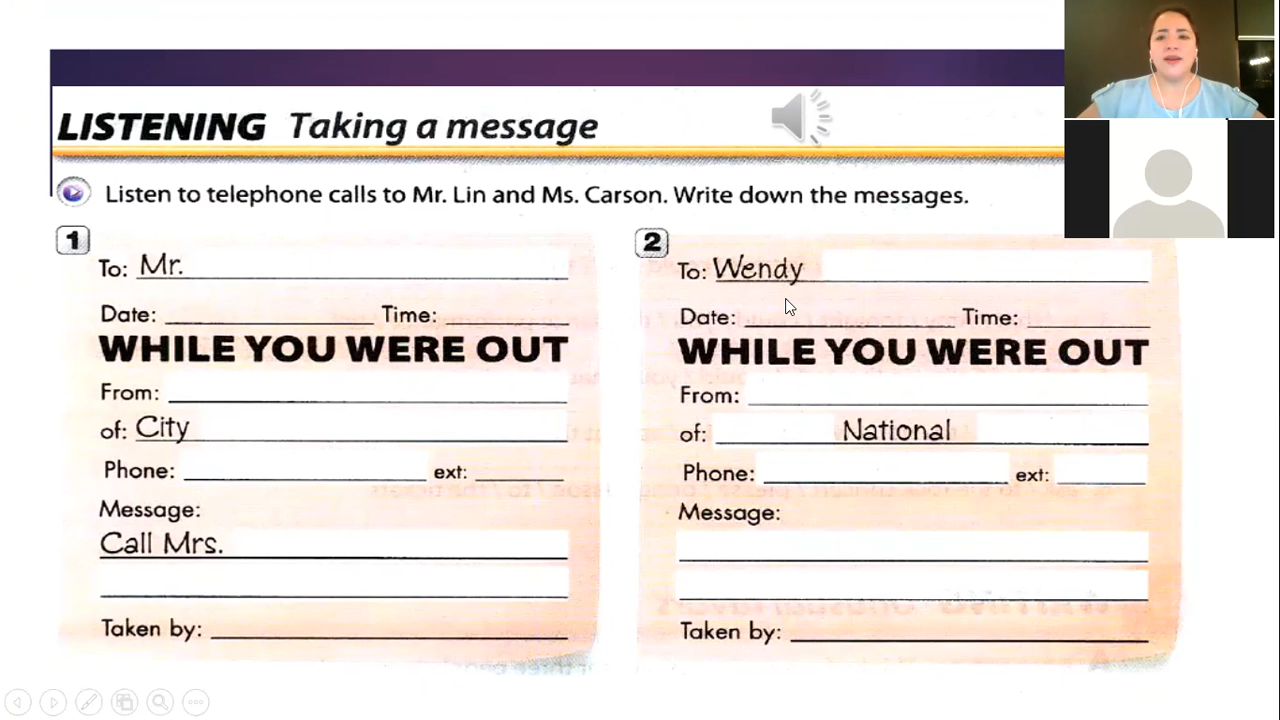 LISTENING Taking a message
Listen to telephone calls to Mr. Lin and Ms. Carson. Write down the messages.
1
To: Mr.
Date: Time:
WHILE YOU WERE OUT
From:
of: City
Phone: ext:
Message:
Call Mrs.
Taken by:
2
To: Wendy
Date: Time:
WHILE YOU WERE OUT
From:
of: National
Phone: ext:
Message:
Taken by: